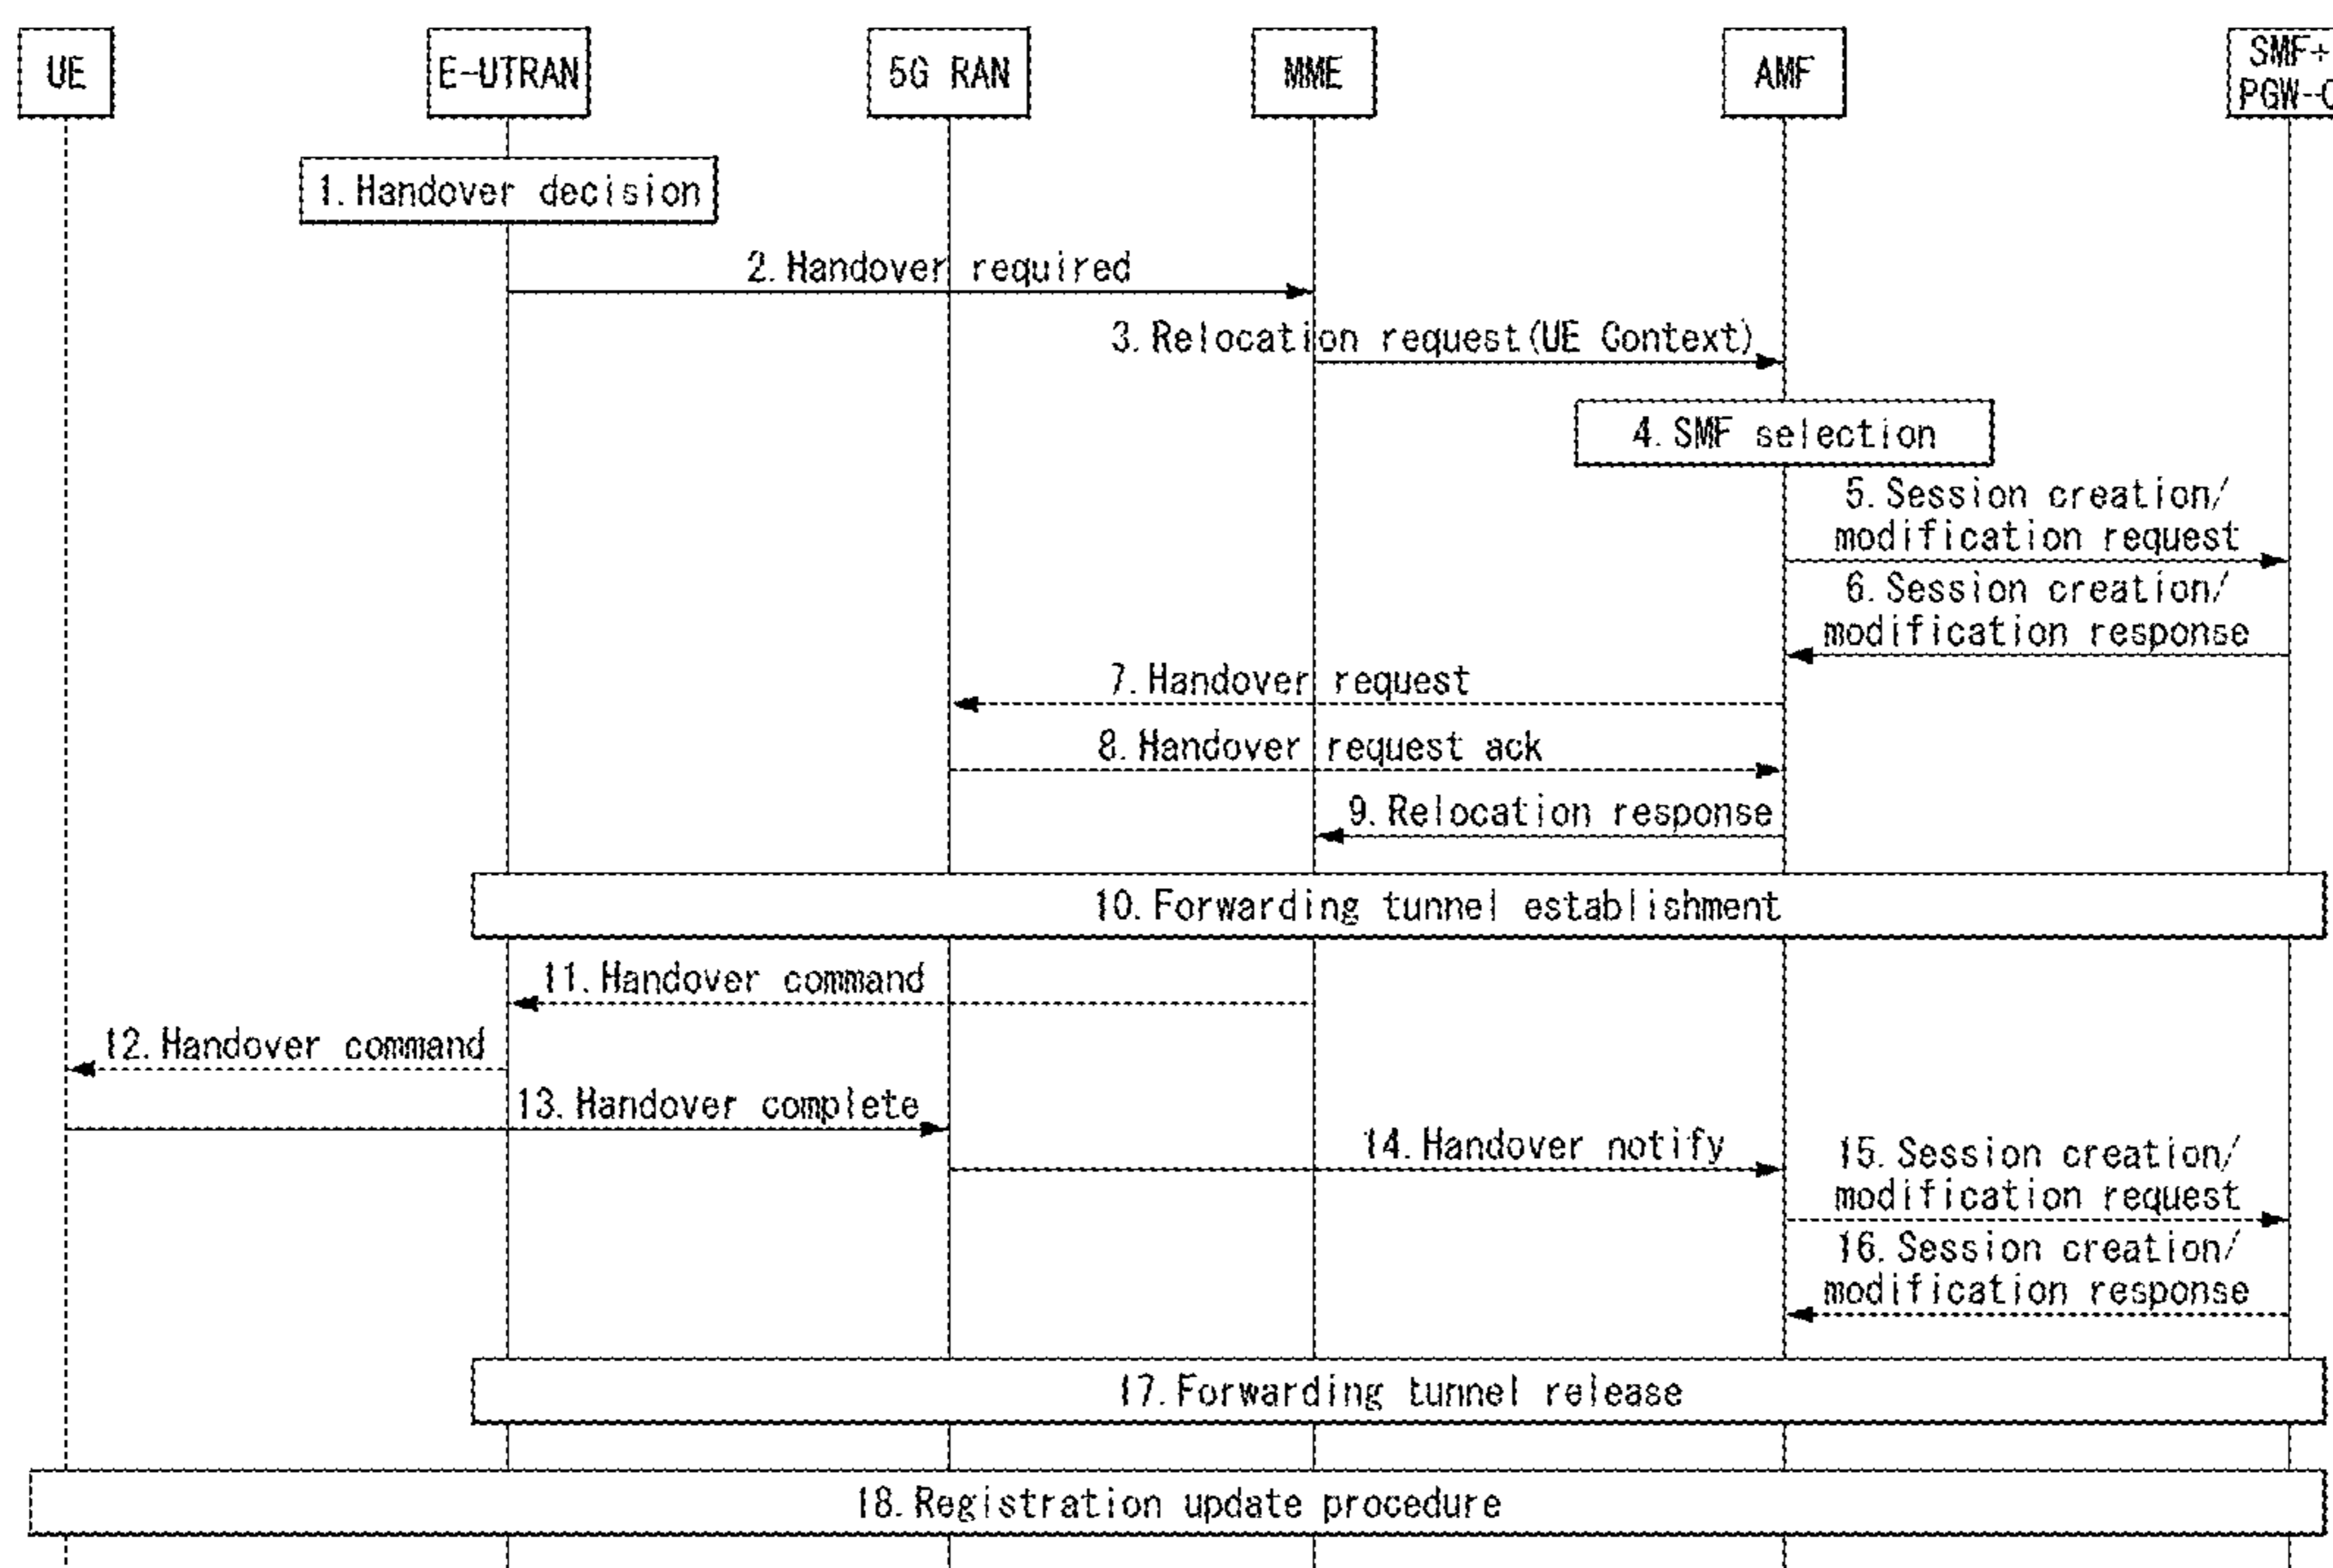 UE
E-UTRAN
5G RAN
MME
AMF
SMF+
PGW-C
1.Handover decision
2.Handover required
3.Relocation request(UE Context)
4.SMF selection
5.Session creation/
modification request
6.Session creation/
modification response
7.Handover request
8.Handover request ack
9.Relocation response
10.Forwarding tunnel establishment
11.Handover command
12.Handover command
13.Handover complete
14.Handover notify
15.Session creation/
modification request
16.Session creation/
modification response
17.Forwarding tunnel release
18.Registration update procedure